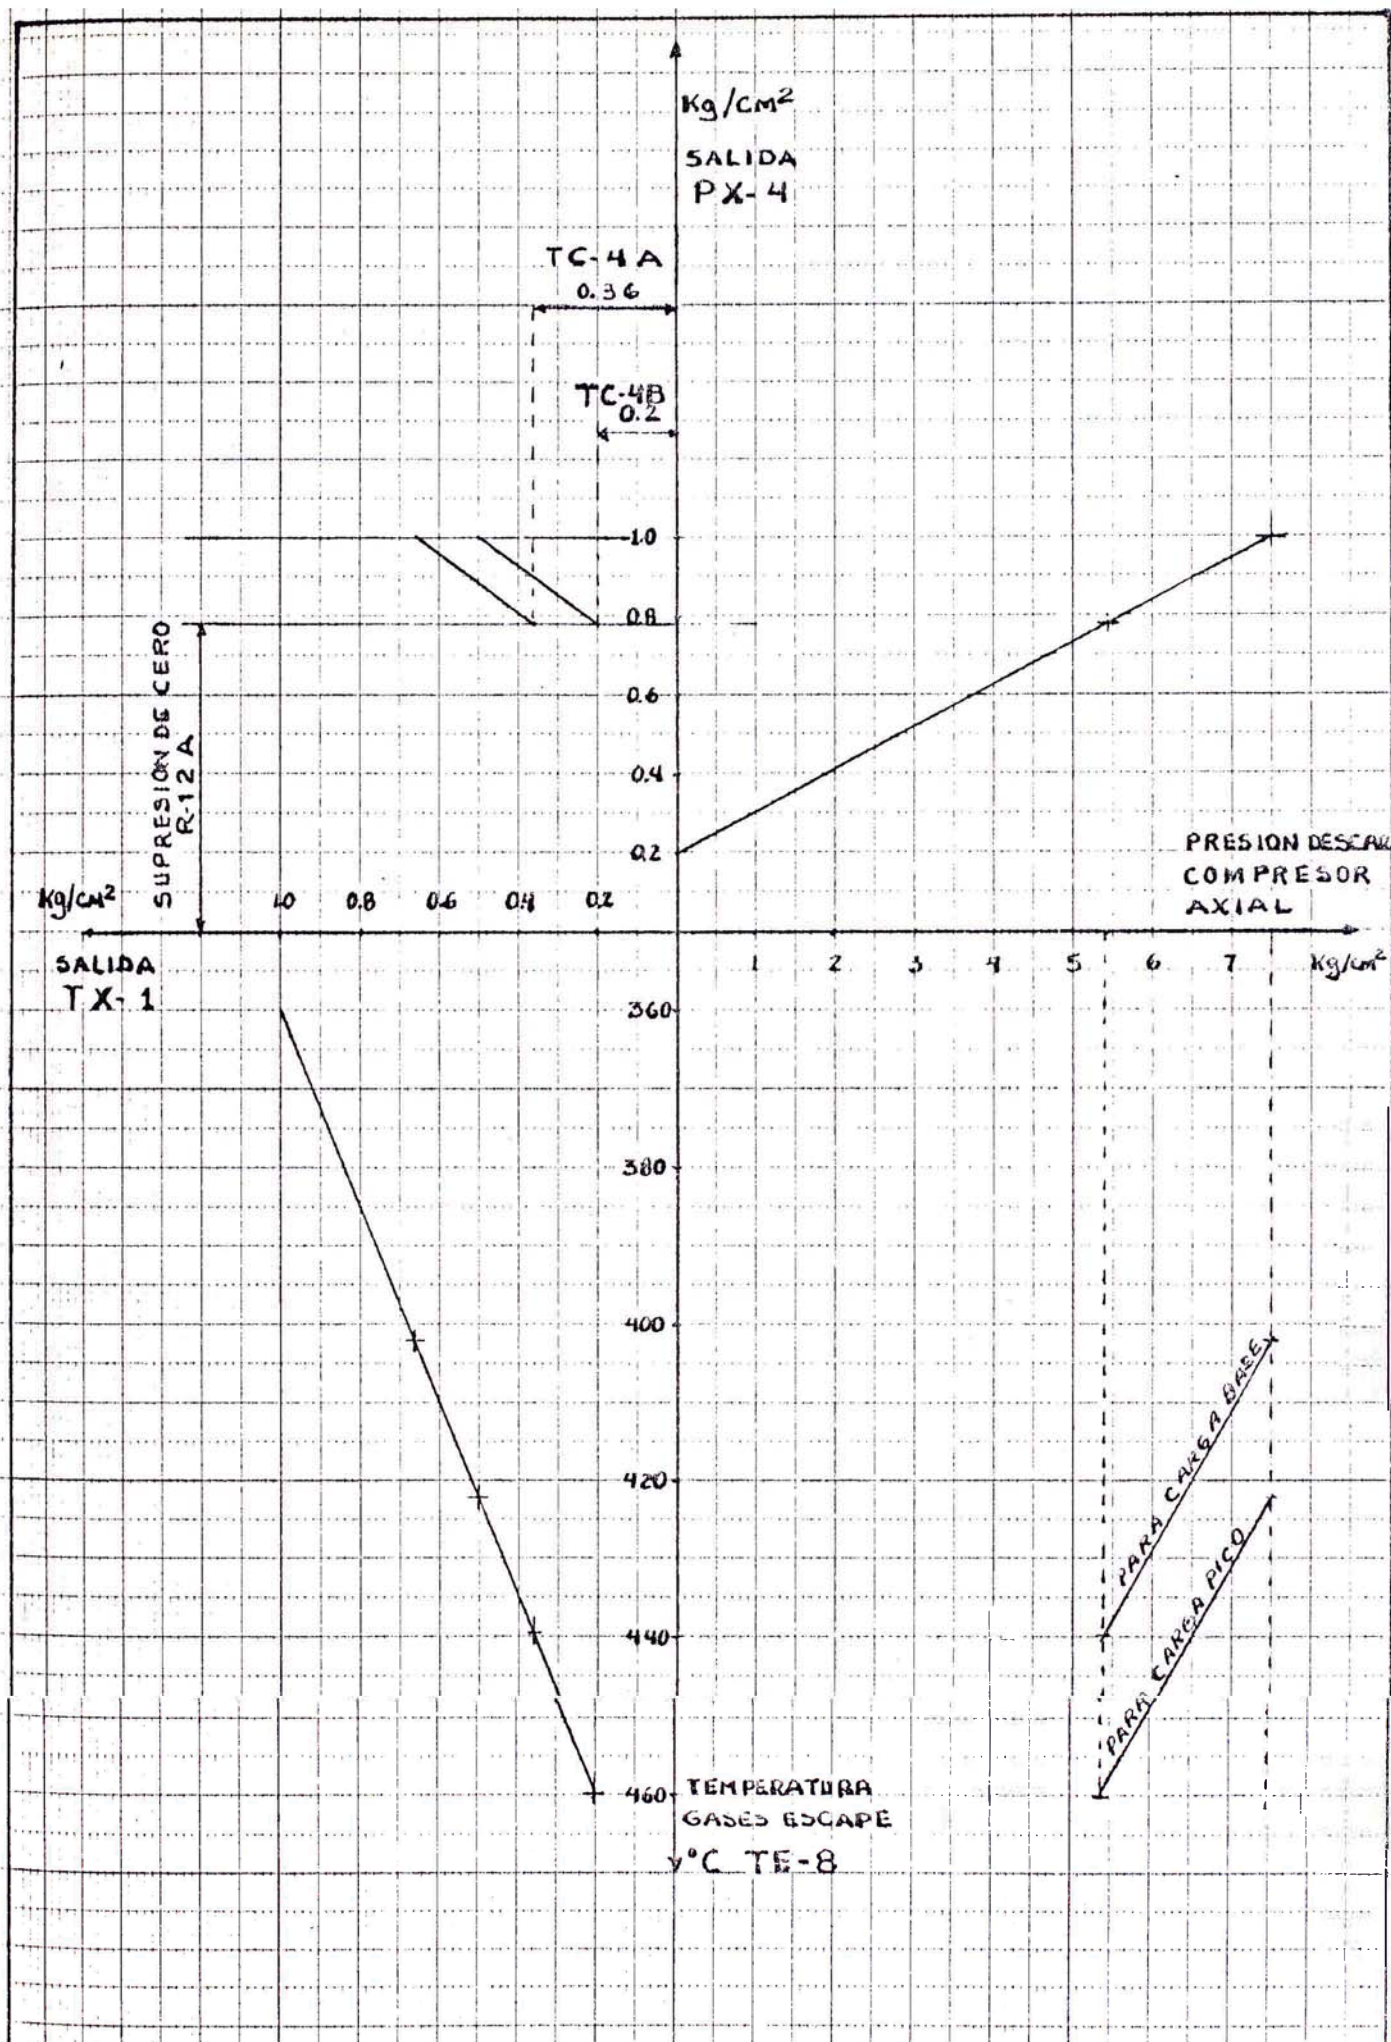 Kg/cm²
SALIDA
PX-4
TC-4 A
0.36
TC-4B
0.2
1.0
0.8
0.6
0.4
0.2
SUPRESION DE CERO
R-12 A
PRESION DESCAR
COMPRESOR
AXIAL
Kg/cm²
1.0 0.8 0.6 0.4 0.2
SALIDA
TX-1
1 2 3 4 5 6 7 Kg/cm²
360
380
400
420
440
460
PARA CARGA BASE
PARA CARGA PICO
TEMPERATURA
GASES ESCAPE
°C TE-8